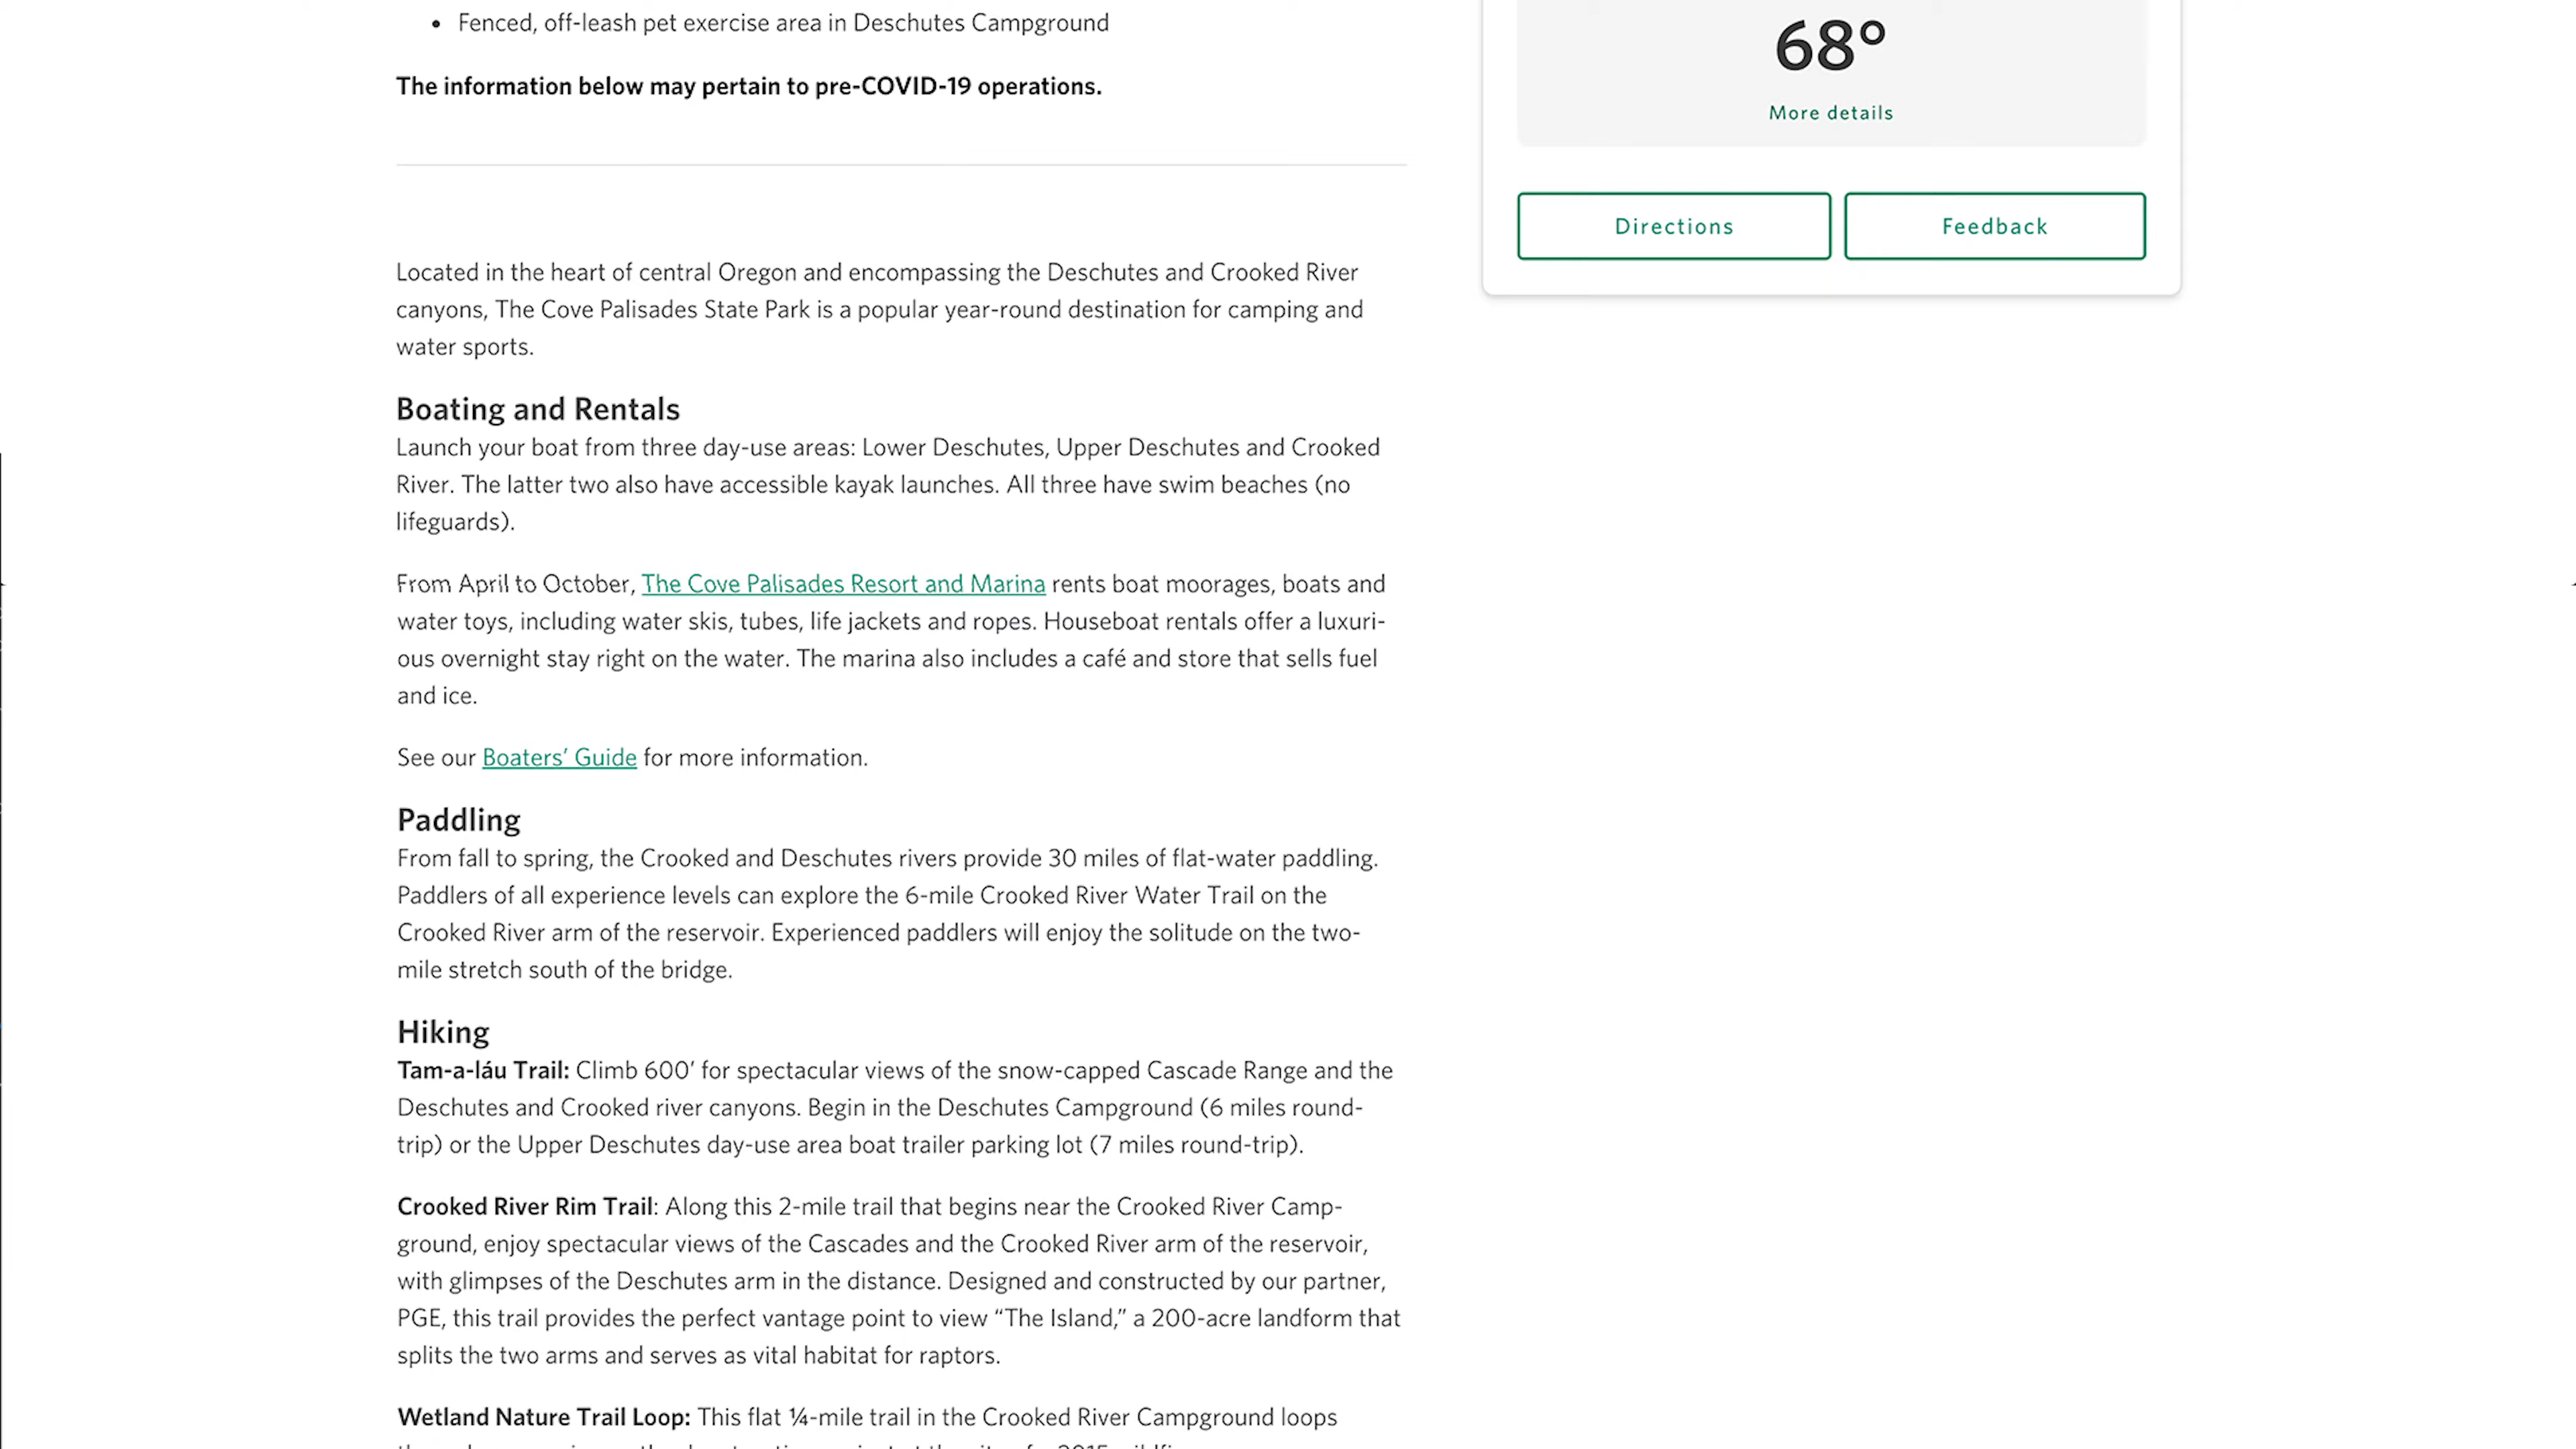 Fenced, off-leash pet exercise area in Deschutes Campground
The information below may pertain to pre-COVID-19 operations.
68°
More details
Directions
Feedback
Located in the heart of central Oregon and encompassing the Deschutes and Crooked River
canyons, The Cove Palisades State Park is a popular year-round destination for camping and
water sports.
Boating and Rentals
Launch your boat from three day-use areas: Lower Deschutes, Upper Deschutes and Crooked
River. The latter two also have accessible kayak launches. All three have swim beaches (no
lifeguards).
From April to October, The Cove Palisades Resort and Marina rents boat moorages, boats and
water toys, including water skis, tubes, life jackets and ropes. Houseboat rentals offer a luxuri-
ous overnight stay right on the water. The marina also includes a café and store that sells fuel
and ice.
See our Boaters’ Guide for more information.
Paddling
From fall to spring, the Crooked and Deschutes rivers provide 30 miles of flat-water paddling.
Paddlers of all experience levels can explore the 6-mile Crooked River Water Trail on the
Crooked River arm of the reservoir. Experienced paddlers will enjoy the solitude on the two-
mile stretch south of the bridge.
Hiking
Tam-a-láu Trail: Climb 600’ for spectacular views of the snow-capped Cascade Range and the
Deschutes and Crooked river canyons. Begin in the Deschutes Campground (6 miles round-
trip) or the Upper Deschutes day-use area boat trailer parking lot (7 miles round-trip).
Crooked River Rim Trail: Along this 2-mile trail that begins near the Crooked River Camp-
ground, enjoy spectacular views of the Cascades and the Crooked River arm of the reservoir,
with glimpses of the Deschutes arm in the distance. Designed and constructed by our partner,
PGE, this trail provides the perfect vantage point to view “The Island,” a 200-acre landform that
splits the two arms and serves as vital habitat for raptors.
Wetland Nature Trail Loop: This flat ¼-mile trail in the Crooked River Campground loops